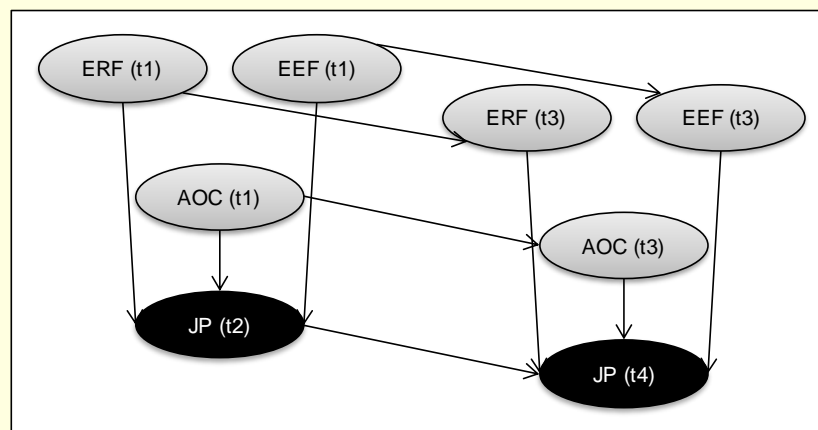 ERF (t1)
EEF (t1)
ERF (t3)
EEF (t3)
AOC (t1)
AOC (t3)
JP (t2)
JP (t4)